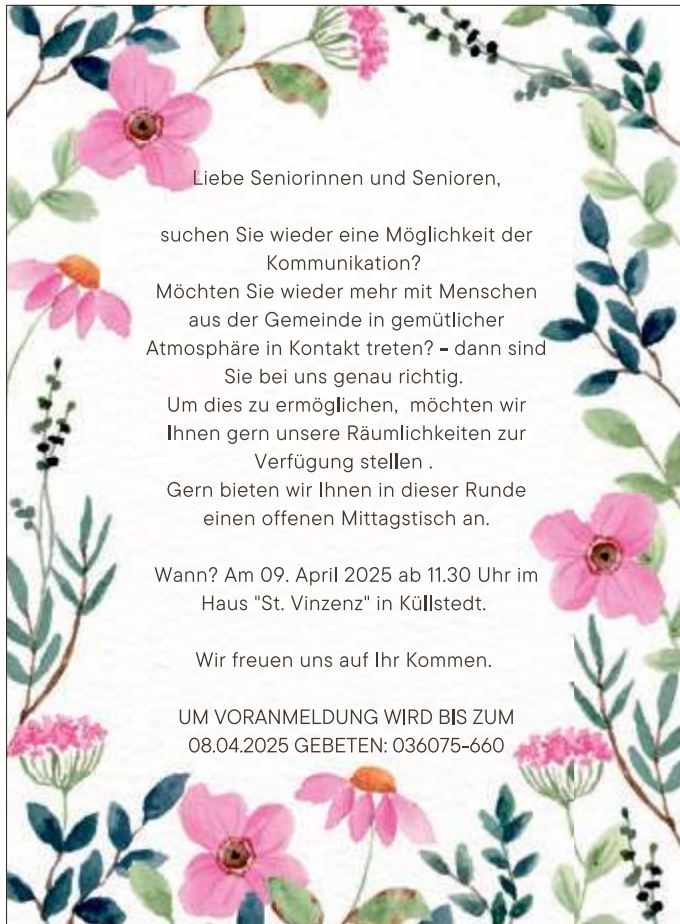 Liebe Seniorinnen und Senioren,
suchen Sie wieder eine Möglichkeit der
Kommunikation?
Möchten Sie wieder mehr mit Menschen
aus der Gemeinde in gemütlicher
Atmosphäre in Kontakt treten? – dann sind
Sie bei uns genau richtig.
Um dies zu ermöglichen, möchten wir
Ihnen gern unsere Räumlichkeiten zur
Verfügung stellen .
Gern bieten wir Ihnen in dieser Runde
einen offenen Mittagstisch an.
Wann? Am 09. April 2025 ab 11.30 Uhr im
Haus "St. Vinzenz" in Küllstedt.
Wir freuen uns auf Ihr Kommen.
UM VORANMELDUNG WIRD BIS ZUM
08.04.2025 GEBETEN: 036075-660